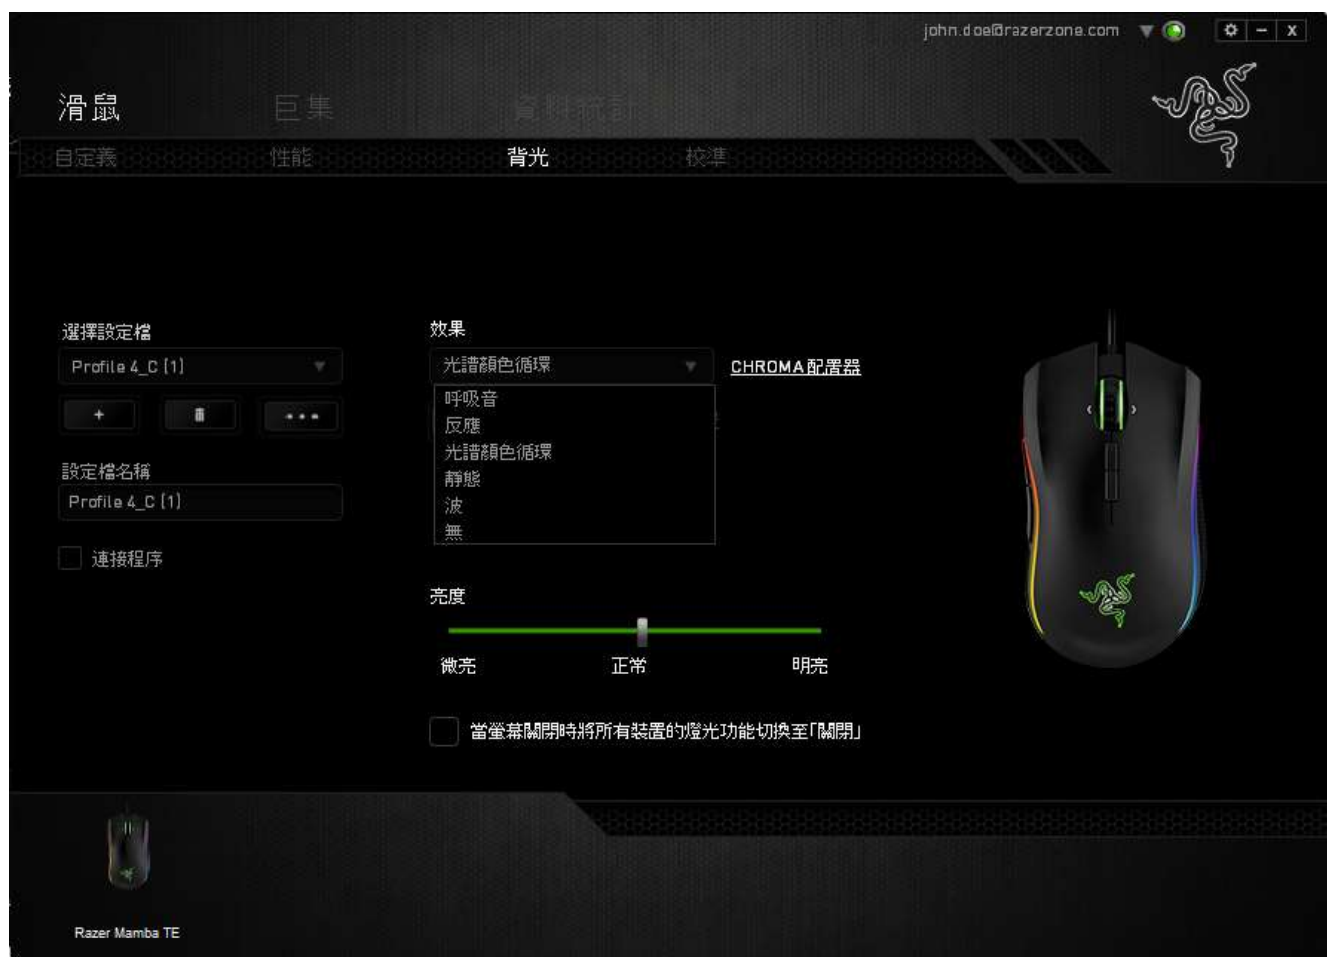 john.doe@razerzone.com
滑鼠 巨集 資料統計
自定義 性能 背光 校準
選擇設定檔
Profile 4_C (1)
設定檔名稱
Profile 4_C (1)
連接程序
效果
光譜顏色循環
CHROMA配置器
呼吸音
反應
光譜顏色循環
靜態
波
無
亮度
微亮 正常 明亮
當螢幕關閉時將所有裝置的燈光功能切換至「關閉」
Razer Mamba TE